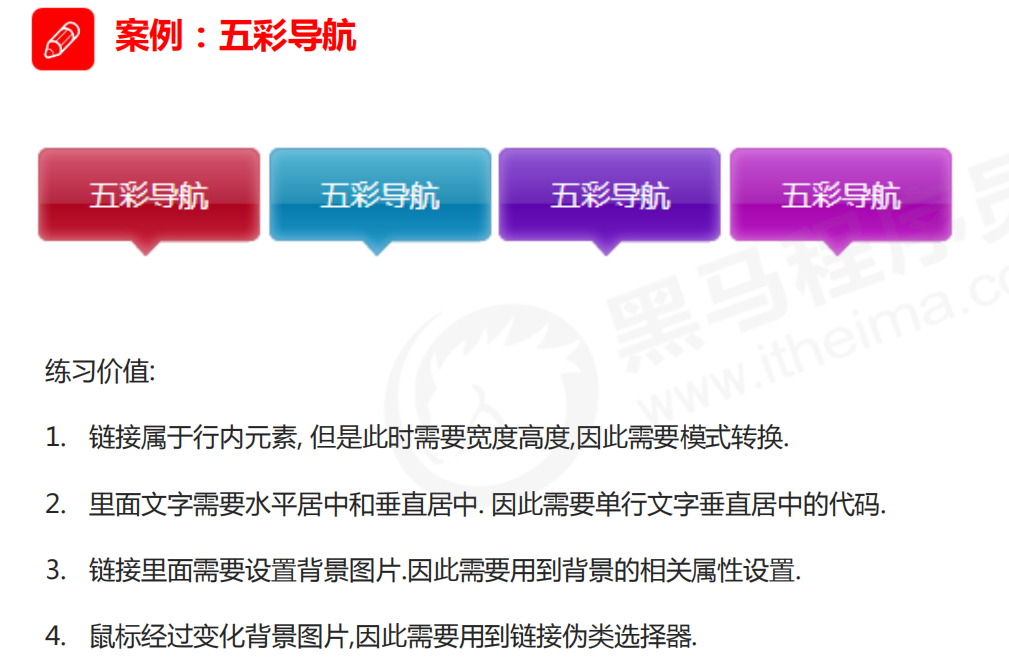 案例：五彩导航
五彩导航 五彩导航 五彩导航 五彩导航
黑马程序员
www.itheima.co
练习价值:
1. 链接属于行内元素, 但是此时需要宽度高度,因此需要模式转换.
2. 里面文字需要水平居中和垂直居中. 因此需要单行文字垂直居中的代码.
3. 链接里面需要设置背景图片.因此需要用到背景的相关属性设置.
4. 鼠标经过变化背景图片,因此需要用到链接伪类选择器.